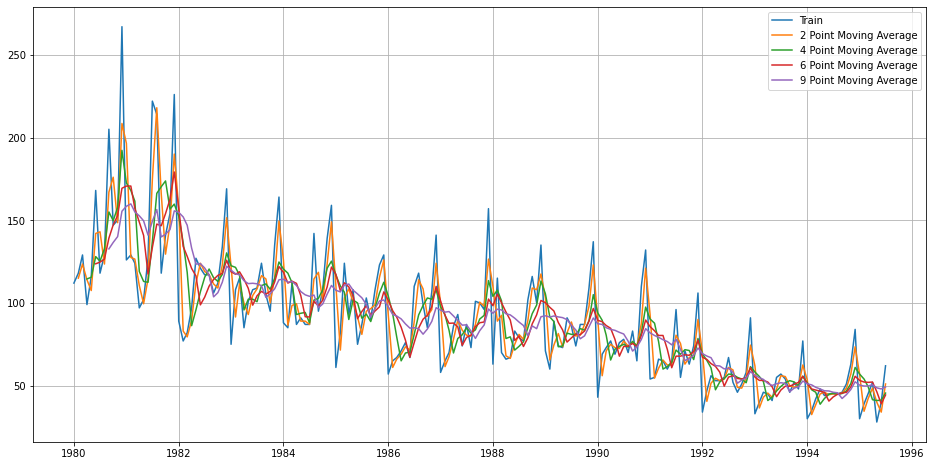 Train
2 Point Moving Average
4 Point Moving Average
6 Point Moving Average
9 Point Moving Average
250
200
150
100
50
1980
1982
1984
1986
1988
1990
1992
1994
1996